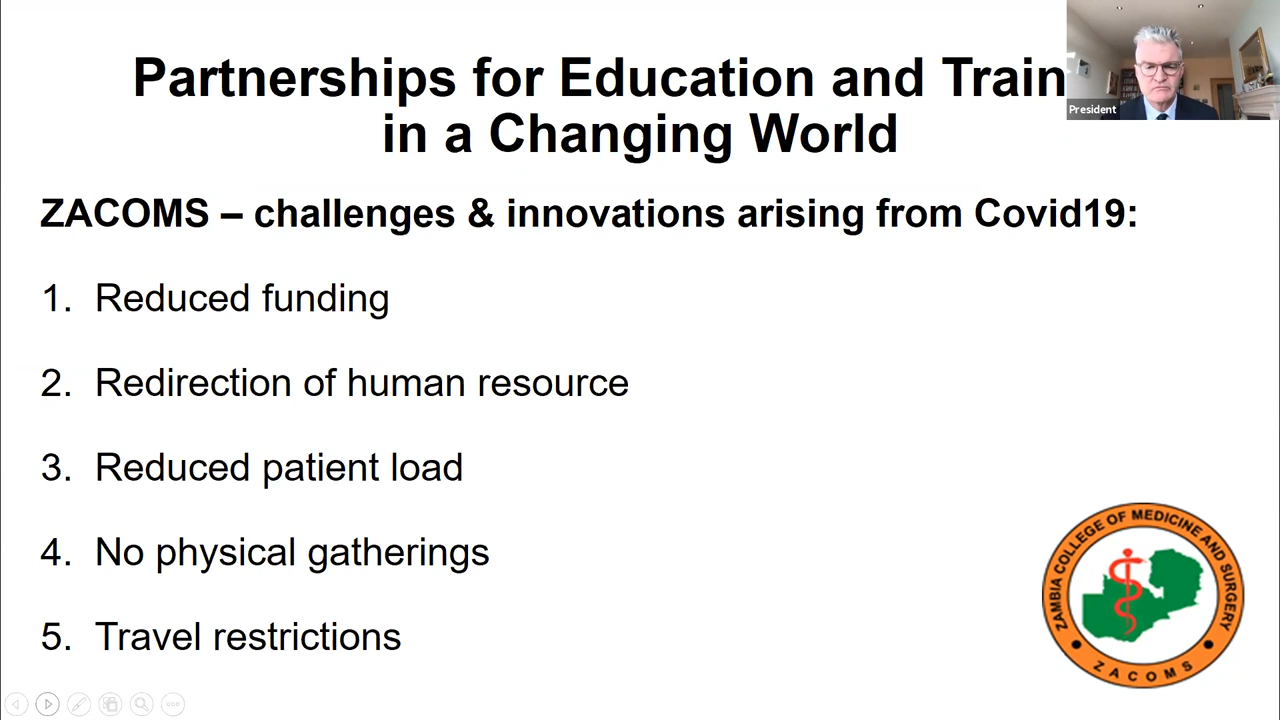 Partnerships for Education and Train
in a Changing World
President
ZACOMS – challenges & innovations arising from Covid19:
1. Reduced funding
2. Redirection of human resource
3. Reduced patient load
4. No physical gatherings
5. Travel restrictions
ZAMBIA COLLEGE OF MEDICINE AND SURGERY
ZACOMS